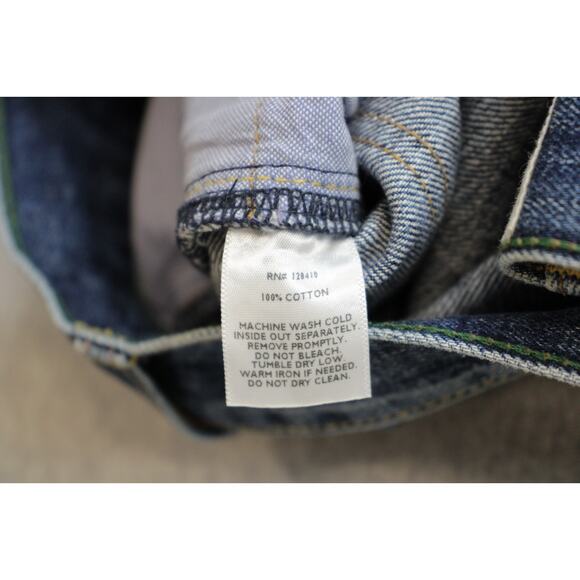 RN# 128410
100% COTTON
MACHINE WASH COLD
INSIDE OUT SEPARATELY.
REMOVE PROMPTLY.
DO NOT BLEACH.
TUMBLE DRY LOW.
WARM IRON IF NEEDED.
DO NOT DRY CLEAN.